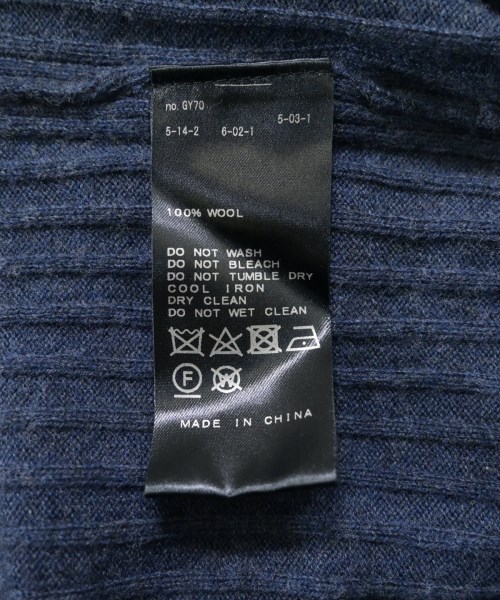 no. GY70
5-03-1
5-14-2 6-02-1
100% WOOL
DO NOT WASH
DO NOT BLEACH
DO NOT TUMBLE DRY
COOL IRON
DRY CLEAN
DO NOT WET CLEAN
F W
MADE IN CHINA